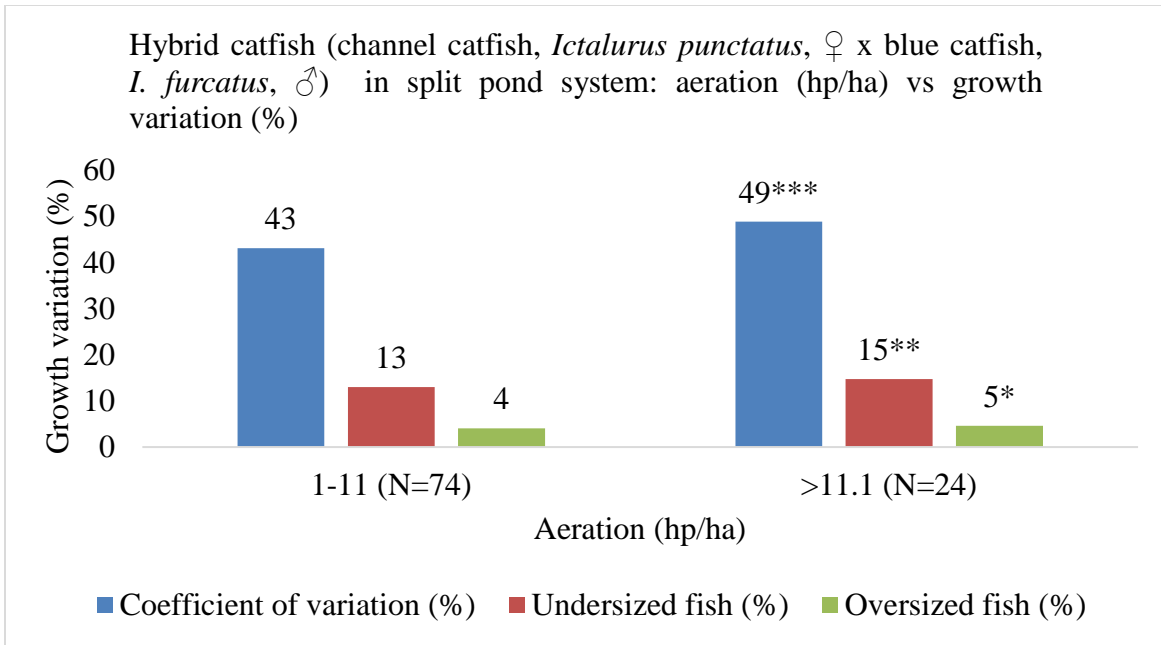 Hybrid catfish (channel catfish, Ictalurus punctatus, ♀ x blue catfish,
I. furcatus, ♂) in split pond system: aeration (hp/ha) vs growth
variation (%)
Growth variation (%)
60
50
40
30
20
10
0
43
13
4
49***
15**
5*
1-11 (N=74)
>11.1 (N=24)
Aeration (hp/ha)
Coefficient of variation (%)
Undersized fish (%)
Oversized fish (%)